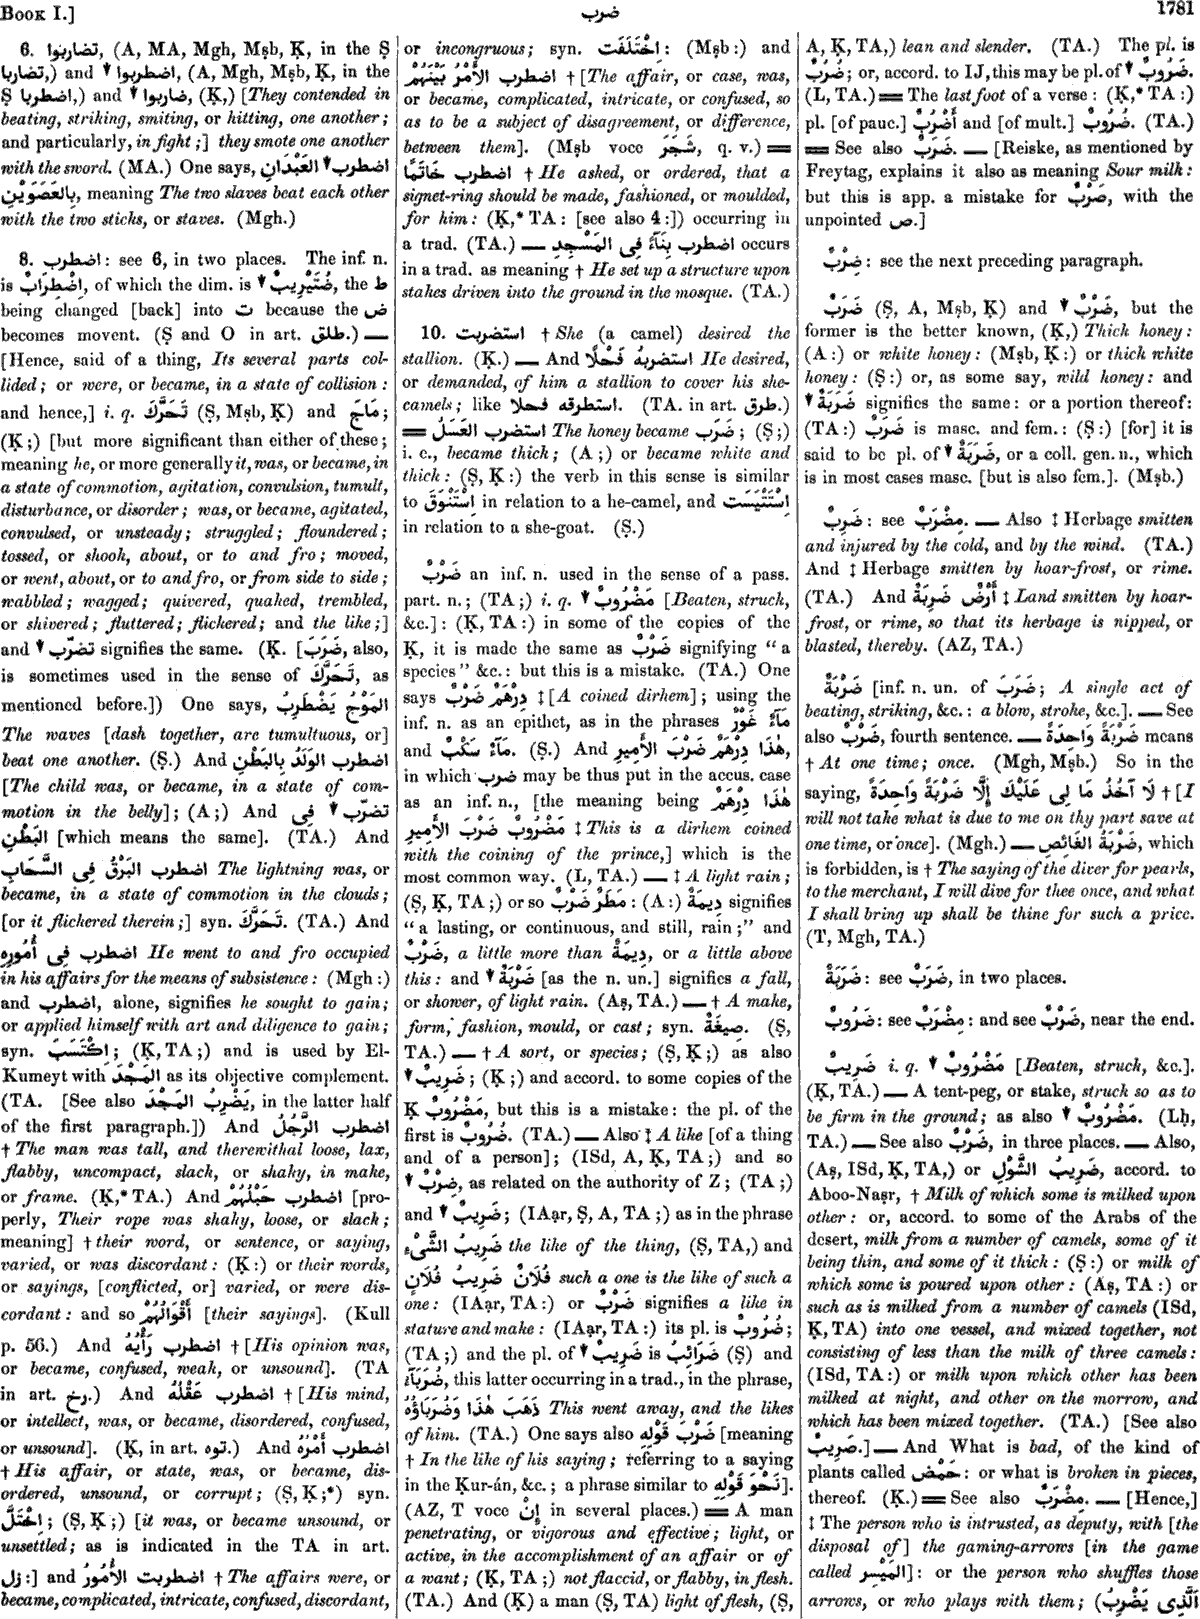 BOOK I.]
ضرب
1781
6. تضاربوا, (A, MA, Mgh, Mṣb, Ḳ, in the Ṣ
تضاربا,) and ▼ اضطربوا, (A, Mgh, Mṣb, Ḳ, in the
Ṣ اضطربا,) and ▼ ضاربوا, (Ḳ,) [They contended in
beating, striking, smiting, or hitting, one another;
and particularly, in fight;] they smote one another
with the sword. (MA.) One says, اضطرب▼ العَبْدَانِ
بِالعَصَوَيْنِ, meaning The two slaves beat each other
with the two sticks, or staves. (Mgh.)
8. اضطرب: see 6, in two places. The inf. n.
is اِضْطِرَابٌ, of which the dim. is ▼ ضُتَيْرِيبٌ, the ط
being changed [back] into ت because the ض
becomes movent. (Ṣ and O in art. طلق.) —
[Hence, said of a thing, Its several parts col-
lided; or were, or became, in a state of collision:
and hence,] i. q. تَحَرَّكَ (Ṣ, Mṣb, Ḳ) and مَاجَ;
(Ḳ;) [but more significant than either of these;
meaning he, or more generally it, was, or became, in
a state of commotion, agitation, convulsion, tumult,
disturbance, or disorder; was, or became, agitated,
convulsed, or unsteady; struggled; floundered;
tossed, or shook, about, or to and fro; moved,
or went, about, or to and fro, or from side to side;
wabbled; wagged; quivered, quaked, trembled,
or shivered; fluttered; flickered; and the like;]
and ▼ تضرّب signifies the same. (Ḳ. [ضَرَبَ, also,
is sometimes used in the sense of تَحَرَّكَ, as
mentioned before.]) One says, المَوْجُ يَضْطَرِبُ
The waves [dash together, are tumultuous, or]
beat one another. (Ṣ.) And اضطرب الوَلَدُ بِالبَطْنِ
[The child was, or became, in a state of com-
motion in the belly]; (A;) And تضرّب▼ فِى
البَطْنِ [which means the same]. (TA.) And
اضطرب البَرْقُ فِى السَّحَابِ The lightning was, or
became, in a state of commotion in the clouds;
[or it flickered therein;] syn. تَحَرَّكَ. (TA.) And
اضطرب فِى أُمُورِهِ He went to and fro occupied
in his affairs for the means of subsistence: (Mgh:)
and اضطرب, alone, signifies he sought to gain;
or applied himself with art and diligence to gain;
syn. اِكْتَسَبَ; (Ḳ, TA;) and is used by El-
Kumeyt with المَجْدَ as its objective complement.
(TA. [See also يَضْرِبُ المَجْدَ, in the latter half
of the first paragraph.]) And اضطرب الرَّجُلُ
† The man was tall, and therewithal loose, lax,
flabby, uncompact, slack, or shaky, in make,
or frame. (Ḳ,* TA.) And اضطرب حَبْلُهُمْ [pro-
perly, Their rope was shaky, loose, or slack;
meaning] † their word, or sentence, or saying,
varied, or was discordant: (Ḳ:) or their words,
or sayings, [conflicted, or] varied, or were dis-
cordant: and so أَقْوَالُهُمْ [their sayings]. (Kull
p. 56.) And اضطرب رَأْيُهُ † [His opinion was,
or became, confused, weak, or unsound]. (TA
in art. رخ.) And اضطرب عَقْلُهُ † [His mind,
or intellect, was, or became, disordered, confused,
or unsound]. (Ḳ, in art. توه.) And اضطرب أَمْرُهُ
† His affair, or state, was, or became, dis-
ordered, unsound, or corrupt; (Ṣ, Ḳ;*) syn.
اِخْتَلَّ; (Ṣ, Ḳ;) [it was, or became unsound, or
unsettled; as is indicated in the TA in art.
زل:] and اضطربت الأُمُورُ † The affairs were, or
became, complicated, intricate, confused, discordant,
or incongruous; syn. اِخْتَلَفَت: (Mṣb:) and
اضطرب الأَمْرُ بَيْنَهُمْ † [The affair, or case, was,
or became, complicated, intricate, or confused, so
as to be a subject of disagreement, or difference,
between them]. (Mṣb voce شَجَرَ, q. v.) ═
اضطرب خَاتَمًا † He asked, or ordered, that a
signet-ring should be made, fashioned, or moulded,
for him: (Ḳ,* TA: [see also 4:]) occurring in
a trad. (TA.) — اضطرب بِنَآءً فِى المَسْجِدِ occurs
in a trad. as meaning † He set up a structure upon
stakes driven into the ground in the mosque. (TA.)
10. استضربت † She (a camel) desired the
stallion. (Ḳ.) — And استضربهُ فَحْلًا He desired,
or demanded, of him a stallion to cover his she-
camels; like استطرقه فحلا. (TA. in art. طرق.)
═ استضرب العَسَلُ The honey became ضَرَب; (Ṣ;)
i. e., became thick; (A;) or became white and
thick: (Ṣ, Ḳ:) the verb in this sense is similar
to اِسْتَنْوَقَ in relation to a he-camel, and اِسْتَتْيَسَت
in relation to a she-goat. (Ṣ.)
ضَرْبٌ an inf. n. used in the sense of a pass.
part. n.; (TA;) i. q. ▼ مَضْرُوبٌ [Beaten, struck,
&c.]: (Ḳ, TA:) in some of the copies of the
Ḳ, it is made the same as ضَرْبٌ signifying “a
species” &c.: but this is a mistake. (TA.) One
says دِرْهَمٌ ضَرْبٌ ‡ [A coined dirhem]; using the
inf. n. as an epithet, as in the phrases مَآءٌ غَوْرٌ
and مَآءٌ سَكْبٌ. (Ṣ.) And هٰذَا دِرْهَمٌ ضَرْبَ الأَمِيرِ,
in which ضرب may be thus put in the accus. case
as an inf. n., [the meaning being هٰذَا دِرْهَمٌ
مَضْرُوبٌ ضَرْبَ الأَمِيرِ ‡ This is a dirhem coined
with the coining of the prince,] which is the
most common way. (L, TA.) — ‡ A light rain;
(Ṣ, Ḳ, TA;) or so مَطَرٌ ضَرْبٌ: (A:) دِيمَةٌ signifies
“a lasting, or continuous, and still, rain;” and
ضَرْبٌ, a little more than دِيمَةٌ, or a little above
this: and ▼ ضَرْبَةٌ [as the n. un.] signifies a fall,
or shower, of light rain. (Aṣ, TA.) — † A make,
form, fashion, mould, or cast; syn. صِيغَةٌ. (Ṣ,
TA.) — † A sort, or species; (Ṣ, Ḳ;) as also
▼ ضَرِيبٌ; (Ḳ;) and accord. to some copies of the
Ḳ مَضْرُوبٌ, but this is a mistake: the pl. of the
first is ضُرُوبٌ. (TA.) — Also ‡ A like [of a thing
and of a person]; (ISd, A, Ḳ, TA;) and so
▼ ضِرْبٌ, as related on the authority of Z; (TA;)
and ▼ ضَرِيبٌ; (IAạr, Ṣ, A, TA;) as in the phrase
ضَرِيبُ الشَّىْءِ the like of the thing, (Ṣ, TA,) and
فُلَانٌ ضَرِيبُ فُلَانٍ such a one is the like of such a
one: (IAạr, TA:) or ضَرْبٌ signifies a like in
stature and make: (IAạr, TA:) its pl. is ضُرُوبٌ;
(TA;) and the pl. of ▼ ضَرِيبٌ is ضَرَائِبُ (Ṣ) and
ضُرَبَآءُ, this latter occurring in a trad., in the phrase,
ذَهَبَ هٰذَا وَضُرَبَاؤُهُ This went away, and the likes
of him. (TA.) One says also ضَرْبُ قَوْلِهِ [meaning
† In the like of his saying; referring to a saying
in the Ḳur-án, &c.; a phrase similar to نَحْوَ قَوْلِهِ].
(AZ, T voce إِنْ in several places.) ═ A man
penetrating, or vigorous and effective; light, or
active, in the accomplishment of an affair or of
a want; (Ḳ, TA;) not flaccid, or flabby, in flesh.
(TA.) And (Ḳ) a man (Ṣ, TA) light of flesh, (Ṣ,
A, Ḳ, TA,) lean and slender. (TA.) The pl. is
ضُرُبٌ; or, accord. to IJ, this may be pl. of ▼ ضَرُوبٌ.
(L, TA.) ═ The last foot of a verse: (Ḳ,* TA:)
pl. [of pauc.] أَضْرُبٌ and [of mult.] ضُرُوبٌ. (TA.)
═ See also ضَرَبٌ. — [Reiske, as mentioned by
Freytag, explains it also as meaning Sour milk:
but this is app. a mistake for صَرْبٌ, with the
unpointed ص.]
ضِرْبٌ: see the next preceding paragraph.
ضَرَبٌ (Ṣ, A, Mṣb, Ḳ) and ▼ ضَرْبٌ, but the
former is the better known, (Ḳ,) Thick honey:
(A:) or white honey: (Mṣb, Ḳ:) or thick white
honey: (Ṣ:) or, as some say, wild honey: and
▼ ضَرَبَةٌ signifies the same: or a portion thereof:
(TA:) ضَرَبٌ is masc. and fem.: (Ṣ:) [for] it is
said to be pl. of ▼ ضَرَبَةٌ, or a coll. gen. n., which
is in most cases masc. [but is also fem.]. (Mṣb.)
ضَرِبٌ: see مِضْرَبٌ. — Also ‡ Herbage smitten
and injured by the cold, and by the wind. (TA.)
And ‡ Herbage smitten by hoar-frost, or rime.
(TA.) And أَرْضٌ ضَرِبَةٌ ‡ Land smitten by hoar-
frost, or rime, so that its herbage is nipped, or
blasted, thereby. (AZ, TA.)
ضَرْبَةٌ [inf. n. un. of ضَرَبَ; A single act of
beating, striking, &c.: a blow, stroke, &c.]. — See
also ضَرْبٌ, fourth sentence. — ضَرْبَةً وَاحِدَةً means
† At one time; once. (Mgh, Mṣb.) So in the
saying, لَا آخُذُ مَا لِى عَلَيْكَ إِلَّا ضَرْبَةً وَاحِدَةً † [I
will not take what is due to me on thy part save at
one time, or once]. (Mgh.) — ضَرْبَةُ الغَائِصِ, which
is forbidden, is † The saying of the diver for pearls,
to the merchant, I will dive for thee once, and what
I shall bring up shall be thine for such a price.
(T, Mgh, TA.)
ضَرَبَةٌ: see ضَرَبٌ, in two places.
ضَرُوبٌ: see مِضْرَبٌ: and see ضَرْبٌ, near the end.
ضَرِيبٌ i. q. ▼ مَضْرُوبٌ [Beaten, struck, &c.].
(Ḳ, TA.) — A tent-peg, or stake, struck so as to
be firm in the ground; as also ▼ مَضْرُوبٌ. (Lḥ,
TA.) — See also ضَرْبٌ, in three places. — Also,
(Aṣ, ISd, Ḳ, TA,) or ضَرِيبُ الشَّوْلِ, accord. to
Aboo-Naṣr, † Milk of which some is milked upon
other: or, accord. to some of the Arabs of the
desert, milk from a number of camels, some of it
being thin, and some of it thick: (Ṣ:) or milk of
which some is poured upon other: (Aṣ, TA:) or
such as is milked from a number of camels (ISd,
Ḳ, TA) into one vessel, and mixed together, not
consisting of less than the milk of three camels:
(ISd, TA:) or milk upon which other has been
milked at night, and other on the morrow, and
which has been mixed together. (TA.) [See also
صَرِيبٌ.] — And What is bad, of the kind of
plants called حَمْض: or what is broken in pieces,
thereof. (Ḳ.) ═ See also مِضْرَبٌ. — [Hence,]
‡ The person who is intrusted, as deputy, with [the
disposal of] the gaming-arrows [in the game
called المَيْسِر]: or the person who shuffles those
arrows, or who plays with them; (الَّذِى يَضْرِبُ